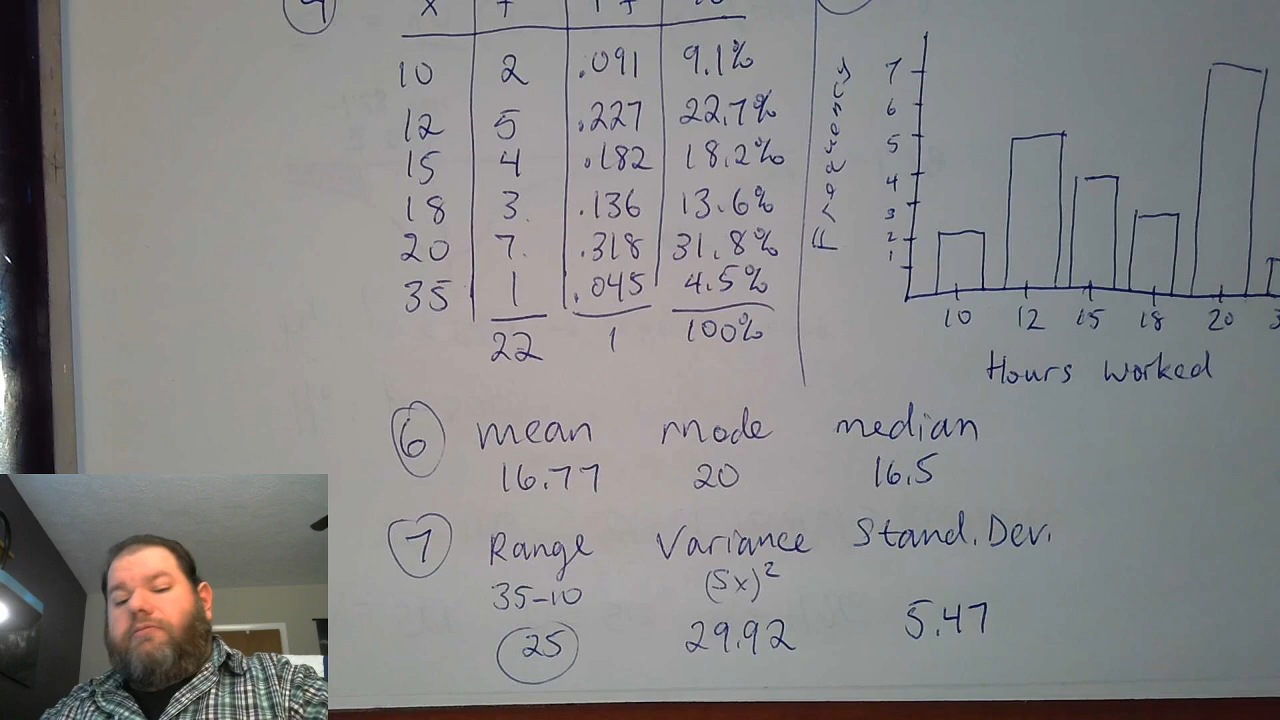 4
x f rf %
10 2 .091 9.1%
12 5 .227 22.7%
15 4 .182 18.2%
18 3 .136 13.6%
20 7 .318 31.8%
35 1 .045 4.5%
22 1 100%
Frequency
7
6
5
4
3
2
1
10 12 15 18 20 3
Hours worked
6 mean mode median
16.77 20 16.5
7 Range Variance Stand. Dev.
35-10 (Sx)²
25 29.92 5.47